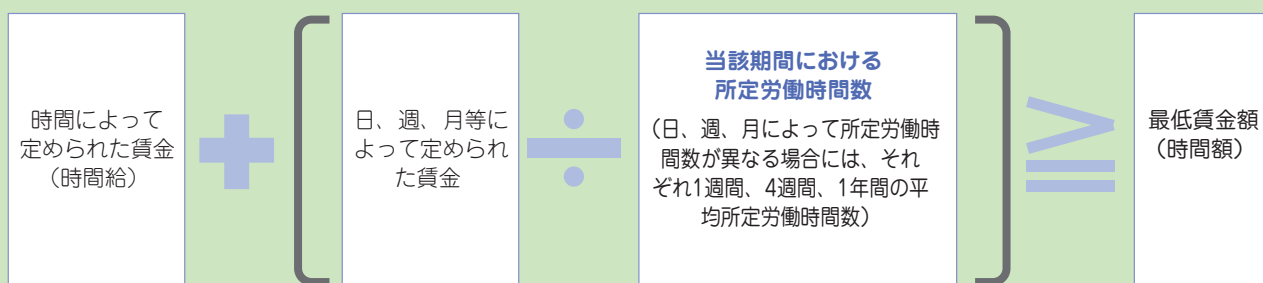 時間によって
定められた賃金
（時間給）
＋
日、週、月等に
よって定められ
た賃金
÷
当該期間における
所定労働時間数
（日、週、月によって所定労働時
間数が異なる場合には、それ
ぞれ1週間、4週間、1年間の平
均所定労働時間数）
≧
最低賃金額
（時間額）